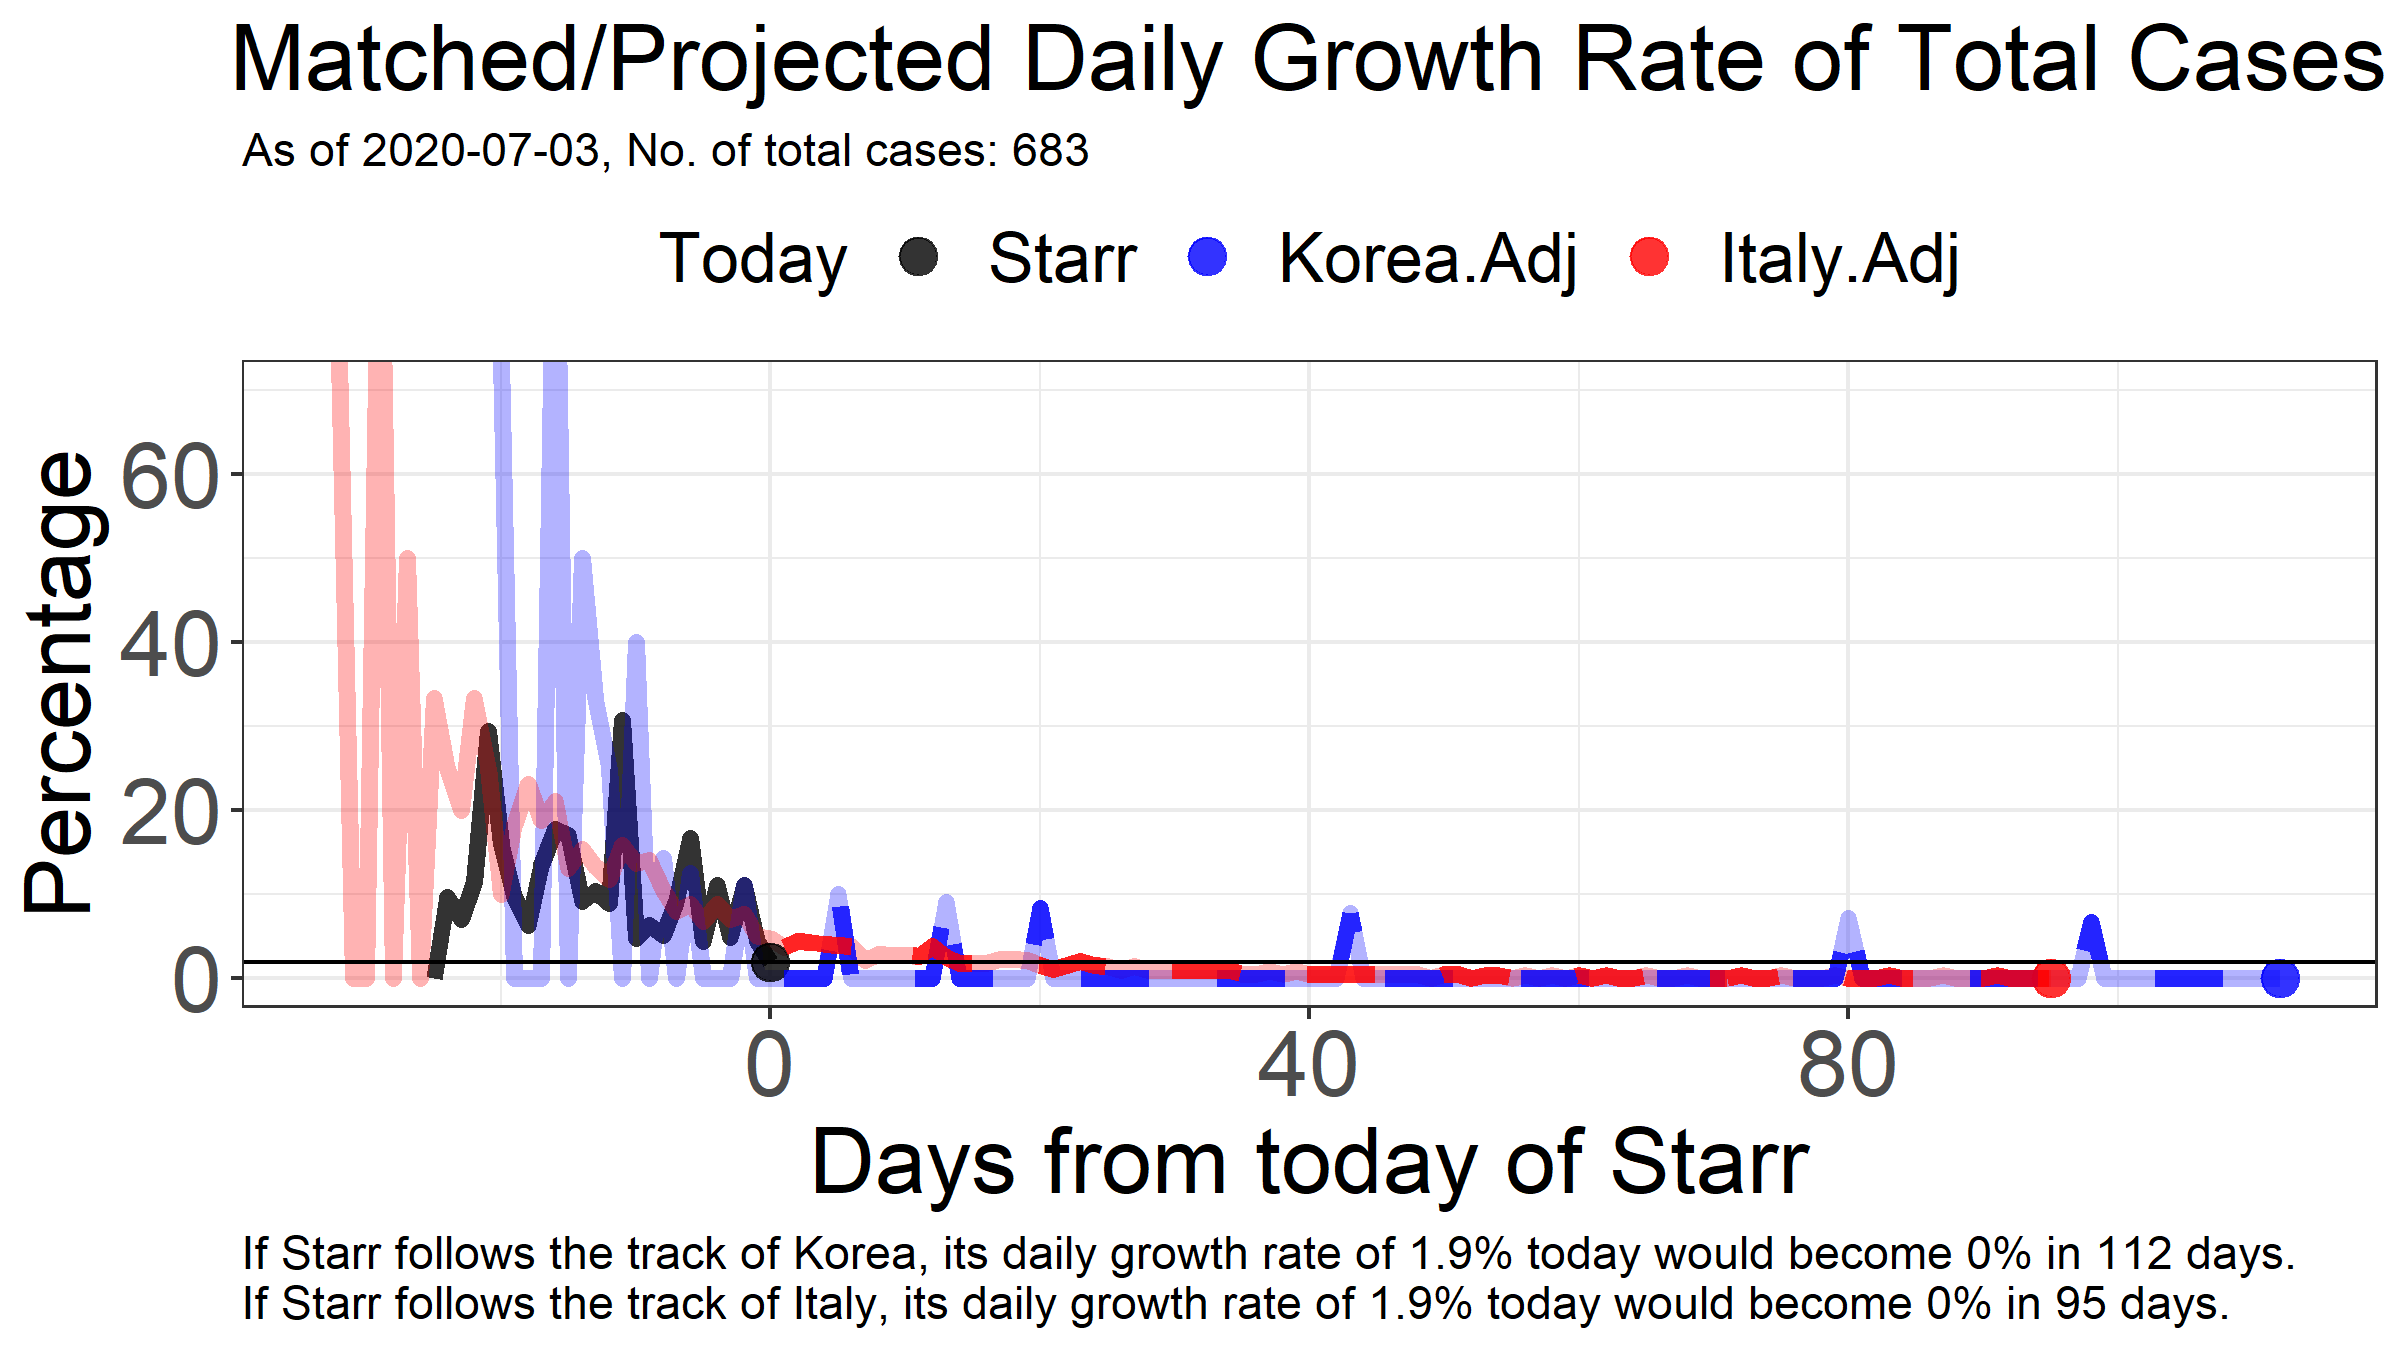 Matched/Projected Daily Growth Rate of Total Cases
As of 2020-07-03, No. of total cases: 683
Today Starr Korea.Adj Italy.Adj
Percentage
60
40
20
0
0 40 80
Days from today of Starr
If Starr follows the track of Korea, its daily growth rate of 1.9% today would become 0% in 112 days.
If Starr follows the track of Italy, its daily growth rate of 1.9% today would become 0% in 95 days.